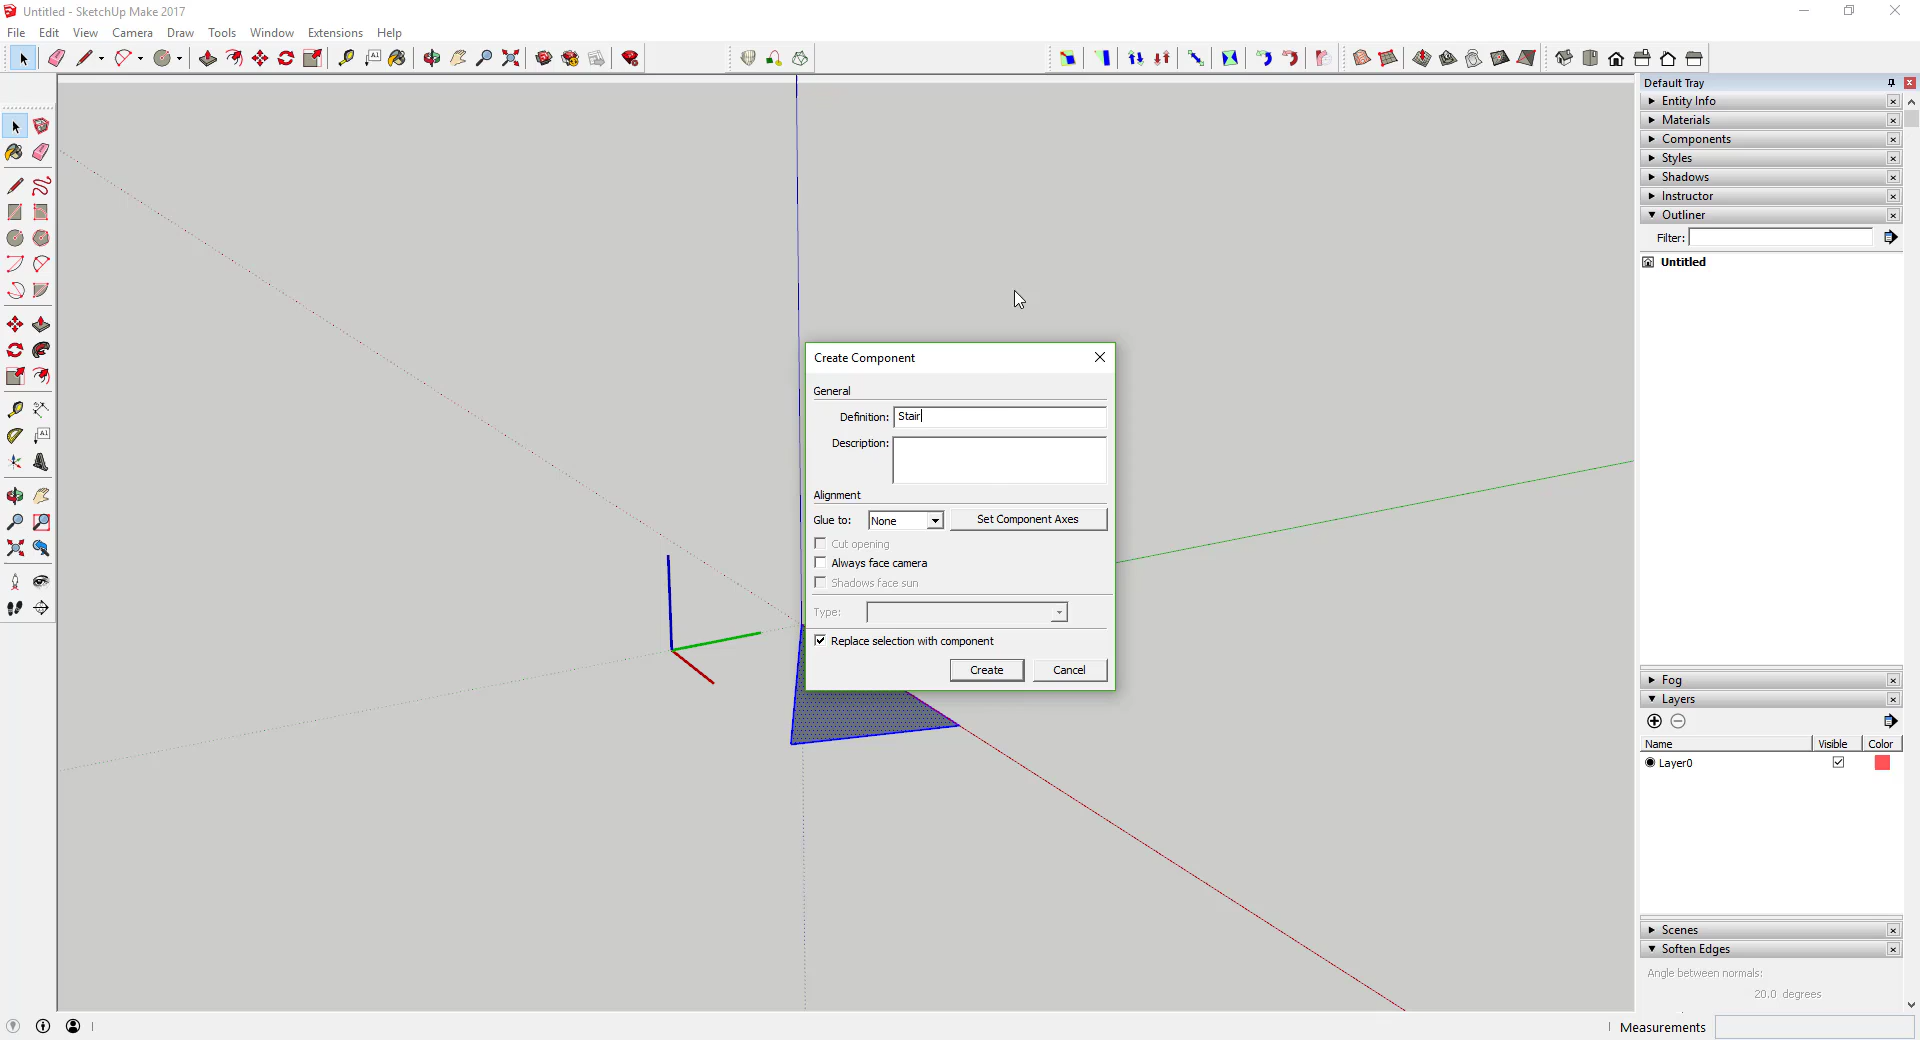 Untitled - SketchUp Make 2017
File Edit View Camera Draw Tools Window Extensions Help
Default Tray
Entity Info
Materials
Components
Styles
Shadows
Instructor
Outliner
Filter:
Untitled
Create Component
General
Definition: Stair
Description:
Alignment
Glue to: None Set Component Axes
Cut opening
Always face camera
Shadows face sun
Type:
Replace selection with component
Create Cancel
Fog
Layers
Name Visible Color
Layer0
Scenes
Soften Edges
Angle between normals:
20.0 degrees
Measurements